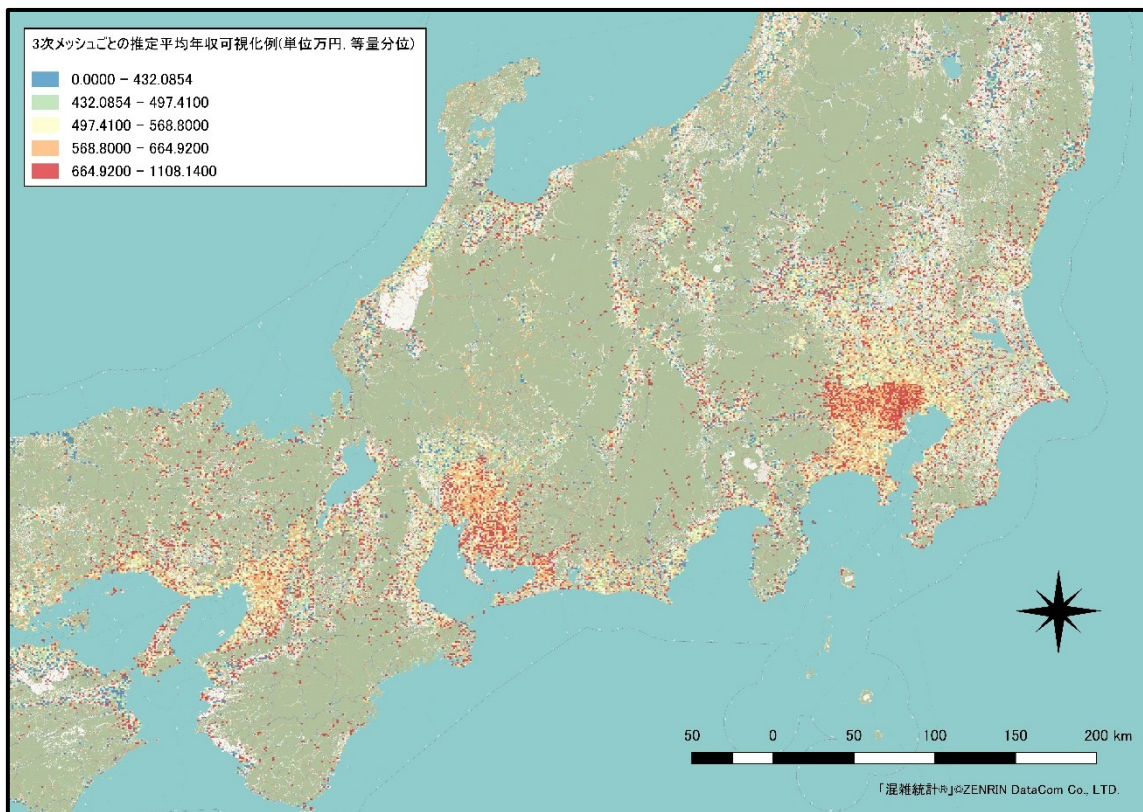 3次メッシュごとの推定平均年収可視化例(単位万円, 等量分位)
0.0000 - 432.0854
432.0854 - 497.4100
497.4100 - 568.8000
568.8000 - 664.9200
664.9200 - 1108.1400
50 0 50 100 150 200 km
「混雑統計®」©ZENRIN DataCom Co., LTD.